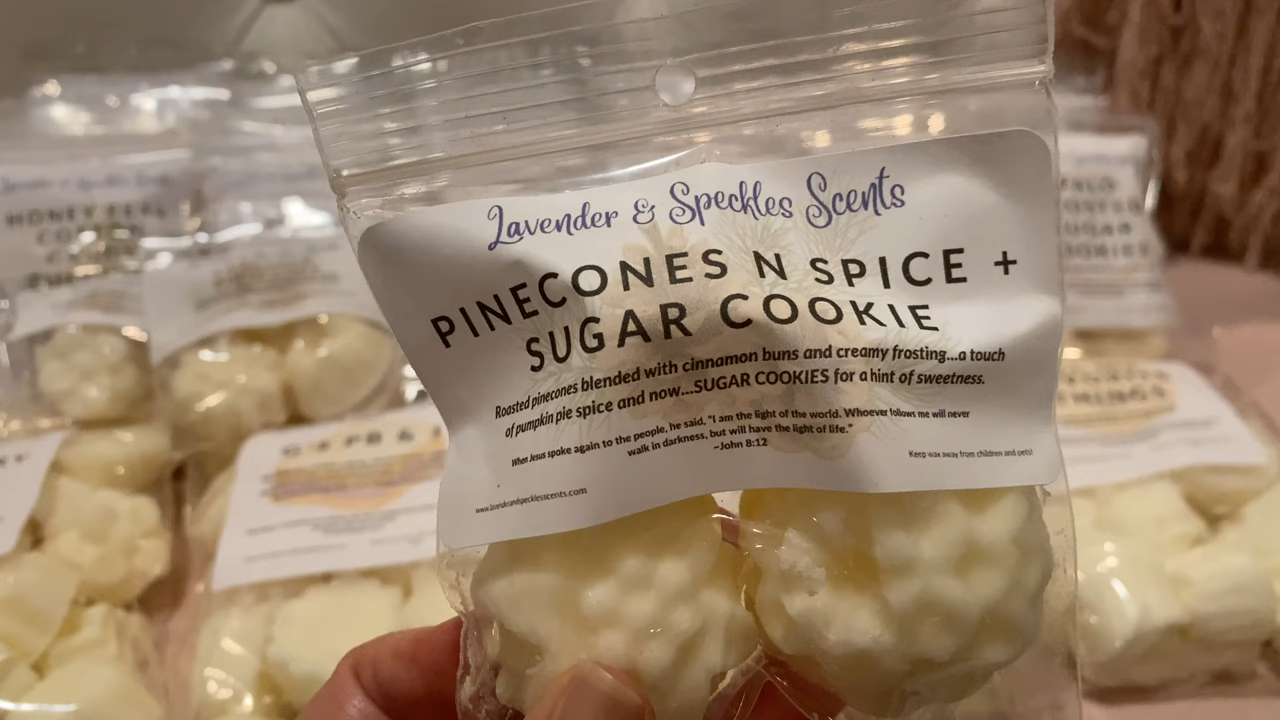 Lavender & Speckles Scents
PINECONES N SPICE +
SUGAR COOKIE
Roasted pinecones blended with cinnamon buns and creamy frosting...a touch
of pumpkin pie spice and now...SUGAR COOKIES for a hint of sweetness.
When Jesus spoke again to the people, he said, "I am the light of the world. Whoever follows me will never
walk in darkness, but will have the light of life."
~John 8:12
Keep wax away from children and pets!
www.lavenderandspecklesscents.com
HONEY
SUGAR